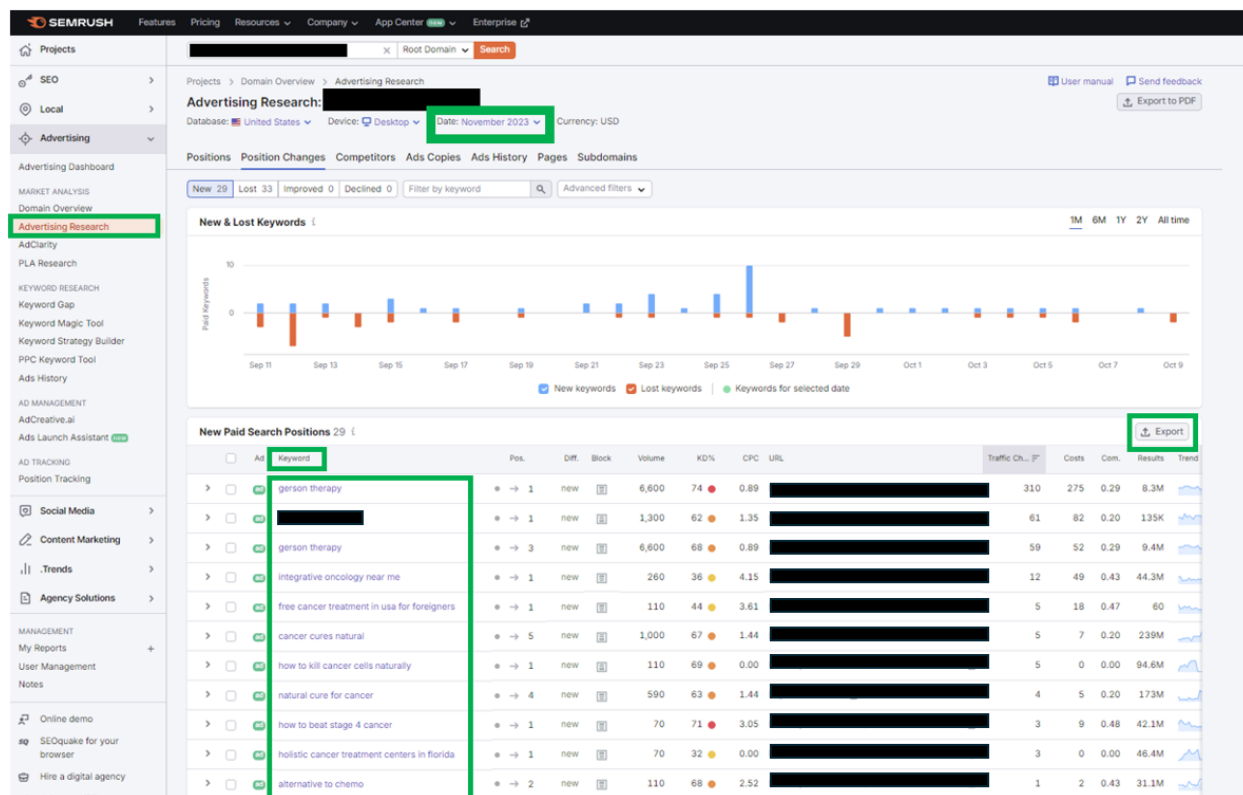 SEMRUSH Features Pricing Resources Company App Center new Enterprise
Projects
Root Domain Search
SEO
Local
Advertising
Advertising Dashboard
MARKET ANALYSIS
Domain Overview
Advertising Research
AdClarity
PLA Research
KEYWORD RESEARCH
Keyword Gap
Keyword Magic Tool
Keyword Strategy Builder
PPC Keyword Tool
Ads History
AD MANAGEMENT
AdCreative.ai
Ads Launch Assistant new
AD TRACKING
Position Tracking
Social Media
Content Marketing
.Trends
Agency Solutions
MANAGEMENT
My Reports +
User Management
Notes
Online demo
SEOquake for your
browser
Hire a digital agency
Projects > Domain Overview > Advertising Research
User manual Send feedback
Advertising Research:
Export to PDF
Database: United States Device: Desktop Date: November 2023 Currency: USD
Positions Position Changes Competitors Ads Copies Ads History Pages Subdomains
New 29 Lost 33 Improved 0 Declined 0 Filter by keyword Advanced filters
New & Lost Keywords i
1M 6M 1Y 2Y All time
10
0
Paid Keywords
Sep 11 Sep 13 Sep 15 Sep 17 Sep 19 Sep 21 Sep 23 Sep 25 Sep 27 Sep 29 Oct 1 Oct 3 Oct 5 Oct 7 Oct 9
New keywords Lost keywords Keywords for selected date
New Paid Search Positions 29 i
Export
Ad Keyword Pos. Diff. Block Volume KD% CPC URL Traffic Ch... Costs Com. Results Trend
ad gerson therapy → 1 new 6,600 74 0.89 310 275 0.29 8.3M
ad → 1 new 1,300 62 1.35 61 82 0.20 135K
ad gerson therapy → 3 new 6,600 68 0.89 59 52 0.29 9.4M
ad integrative oncology near me → 1 new 260 36 4.15 12 49 0.43 44.3M
ad free cancer treatment in usa for foreigners → 1 new 110 44 3.61 5 18 0.47 60
ad cancer cures natural → 5 new 1,000 67 1.44 5 7 0.20 239M
ad how to kill cancer cells naturally → 1 new 110 69 0.00 5 0 0.00 94.6M
ad natural cure for cancer → 4 new 590 63 1.44 4 5 0.20 173M
ad how to beat stage 4 cancer → 1 new 70 71 3.05 3 9 0.48 42.1M
ad holistic cancer treatment centers in florida → 1 new 70 32 0.00 3 0 0.00 46.4M
ad alternative to chemo → 2 new 110 68 2.52 1 2 0.43 31.1M